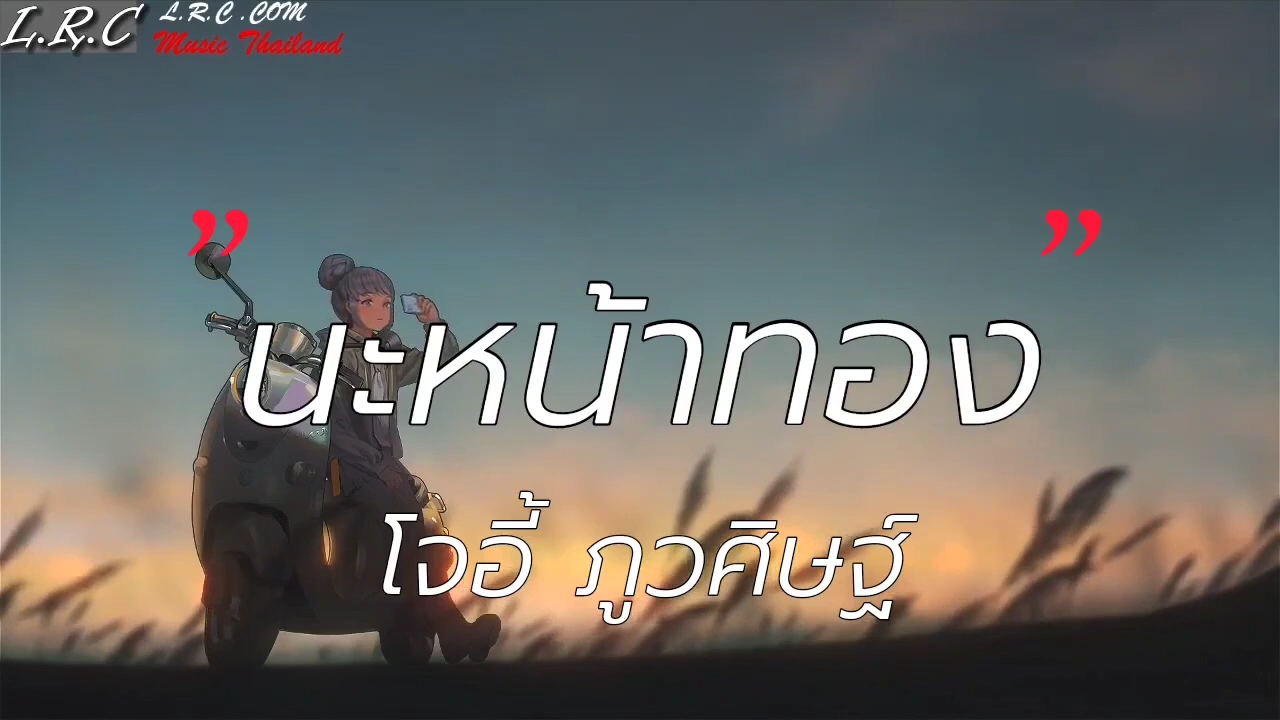 L.R.C
L.R.C .COM
Music Thailand
” ”
นะหน้าทอง
โจอี้ ภูวศิษฐ์